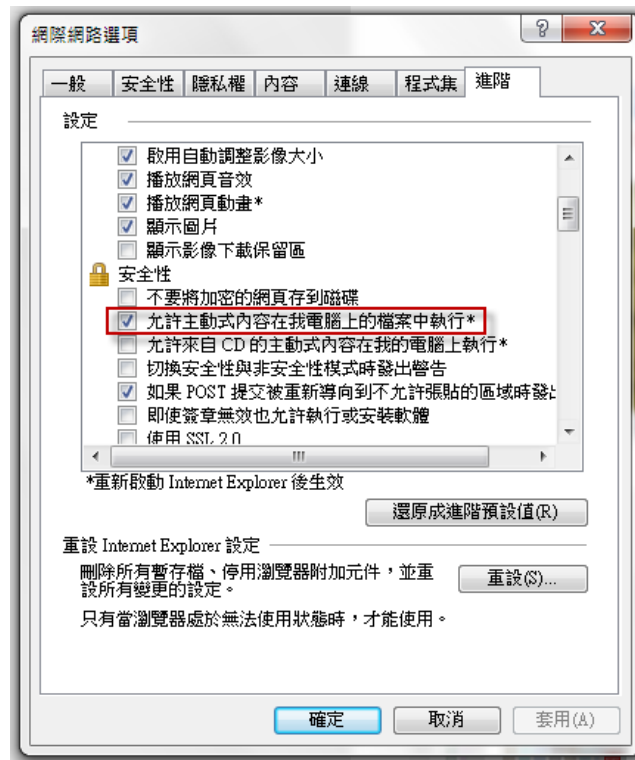 網際網路選項
一般 安全性 隱私權 內容 連線 程式集 進階
設定
啟用自動調整影像大小
播放網頁音效
播放網頁動畫*
顯示圖片
顯示影像下載保留區
安全性
不要將加密的網頁存到磁碟
允許主動式內容在我電腦上的檔案中執行*
允許來自 CD 的主動式內容在我的電腦上執行*
切換安全性與非安全性模式時發出警告
如果 POST 提交被重新導向到不允許張貼的區域時發
即使簽章無效也允許執行或安裝軟體
使用 SSL 2.0
*重新啟動 Internet Explorer 後生效
還原成進階預設值(R)
重設 Internet Explorer 設定
刪除所有暫存檔、停用瀏覽器附加元件，並重
設所有變更的設定。
重設(S)...
只有當瀏覽器處於無法使用狀態時，才能使用。
確定 取消 套用(A)